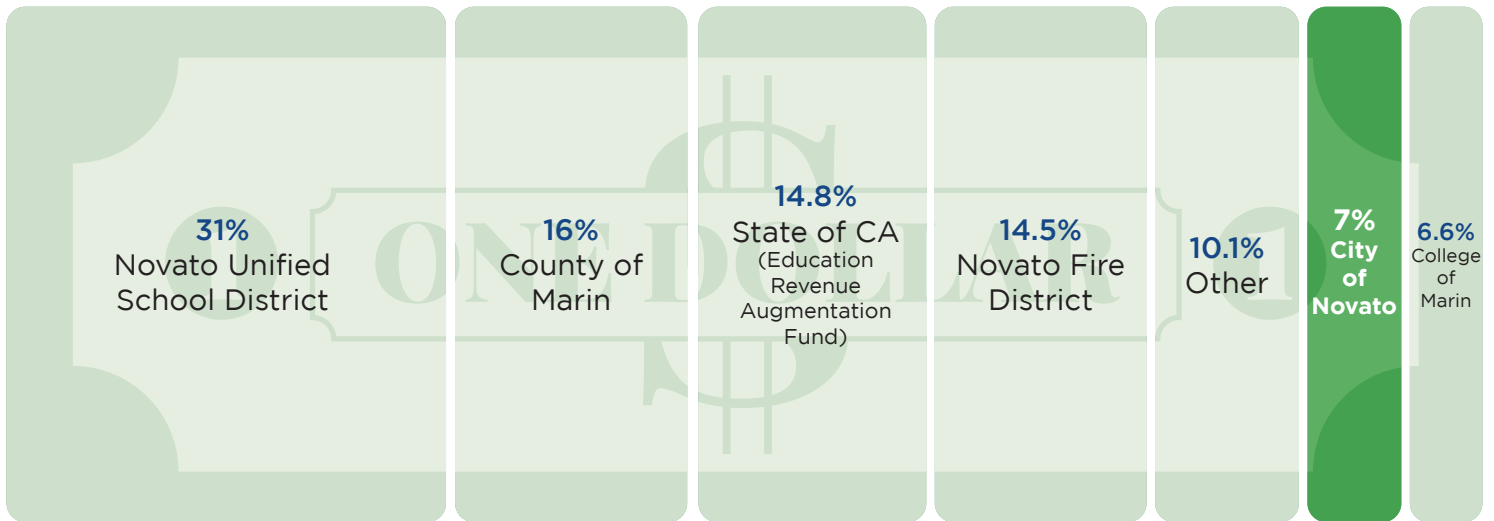 31%
Novato Unified
School District
16%
County of
Marin
14.8%
State of CA
(Education
Revenue
Augmentation
Fund)
14.5%
Novato Fire
District
10.1%
Other
7%
City
of
Novato
6.6%
College
of
Marin
ONE DOLLAR 1
$